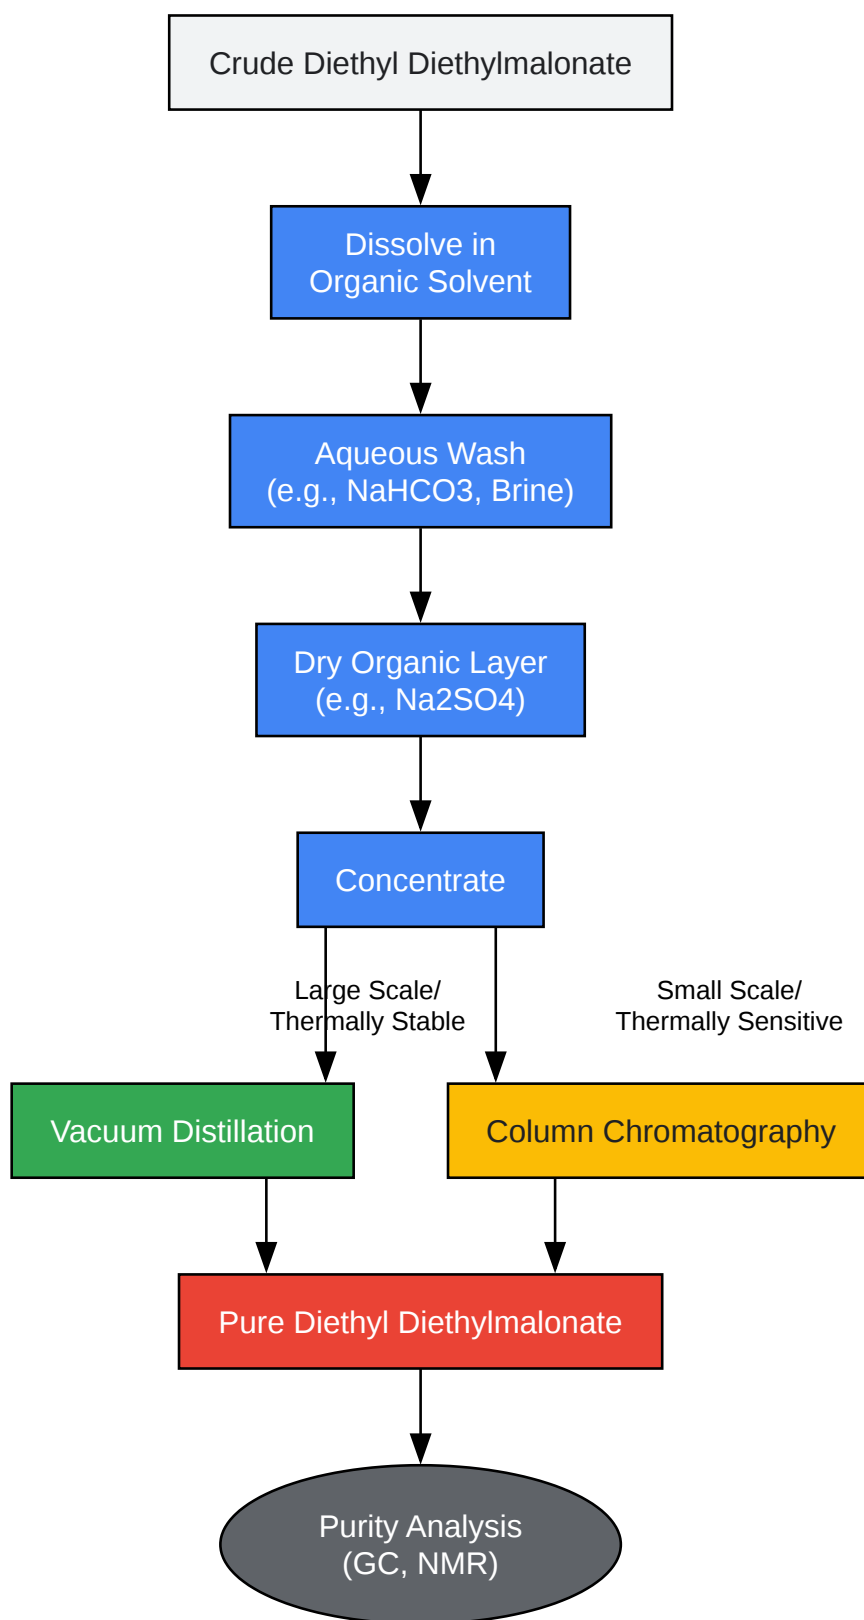 Crude Diethyl Diethylmalonate
Dissolve in
Organic Solvent
Aqueous Wash
(e.g., NaHCO3, Brine)
Dry Organic Layer
(e.g., Na2SO4)
Concentrate
Large Scale/
Thermally Stable
Small Scale/
Thermally Sensitive
Vacuum Distillation
Column Chromatography
Pure Diethyl Diethylmalonate
Purity Analysis
(GC, NMR)